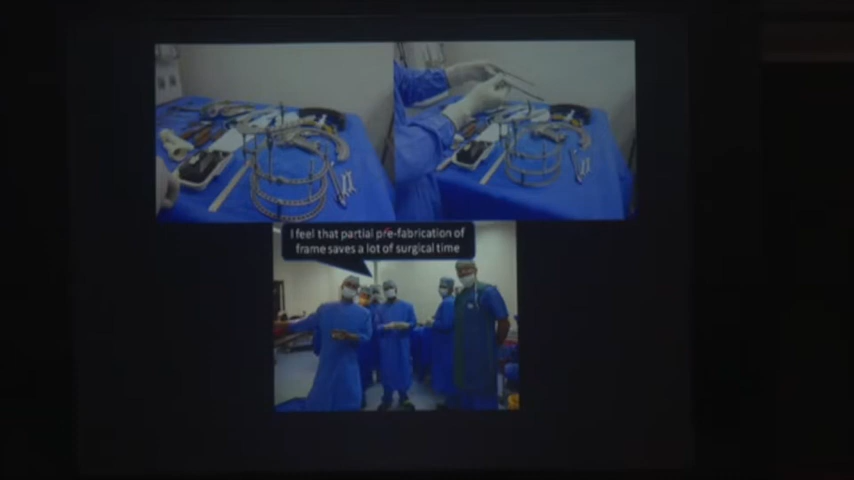 I feel that partial pre-fabrication of
frame saves a lot of surgical time